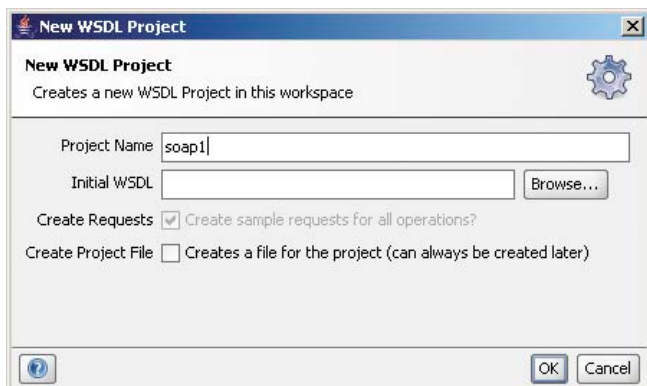 New WSDL Project
New WSDL Project
Creates a new WSDL Project in this workspace
Project Name soap1
Initial WSDL Browse...
Create Requests Create sample requests for all operations?
Create Project File Creates a file for the project (can always be created later)
? OK Cancel